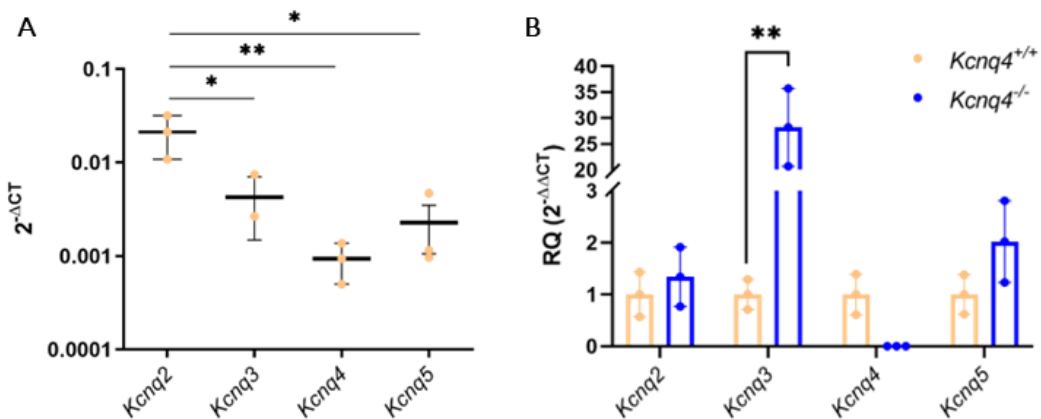 A
*
**
*
0.1
0.01
0.001
0.0001
2^-ΔCT
Kcnq2
Kcnq3
Kcnq4
Kcnq5
B
**
Kcnq4+/+
Kcnq4-/-
40
35
30
25
20
3
2
1
0
RQ (2^-ΔΔCT)
Kcnq2
Kcnq3
Kcnq4
Kcnq5